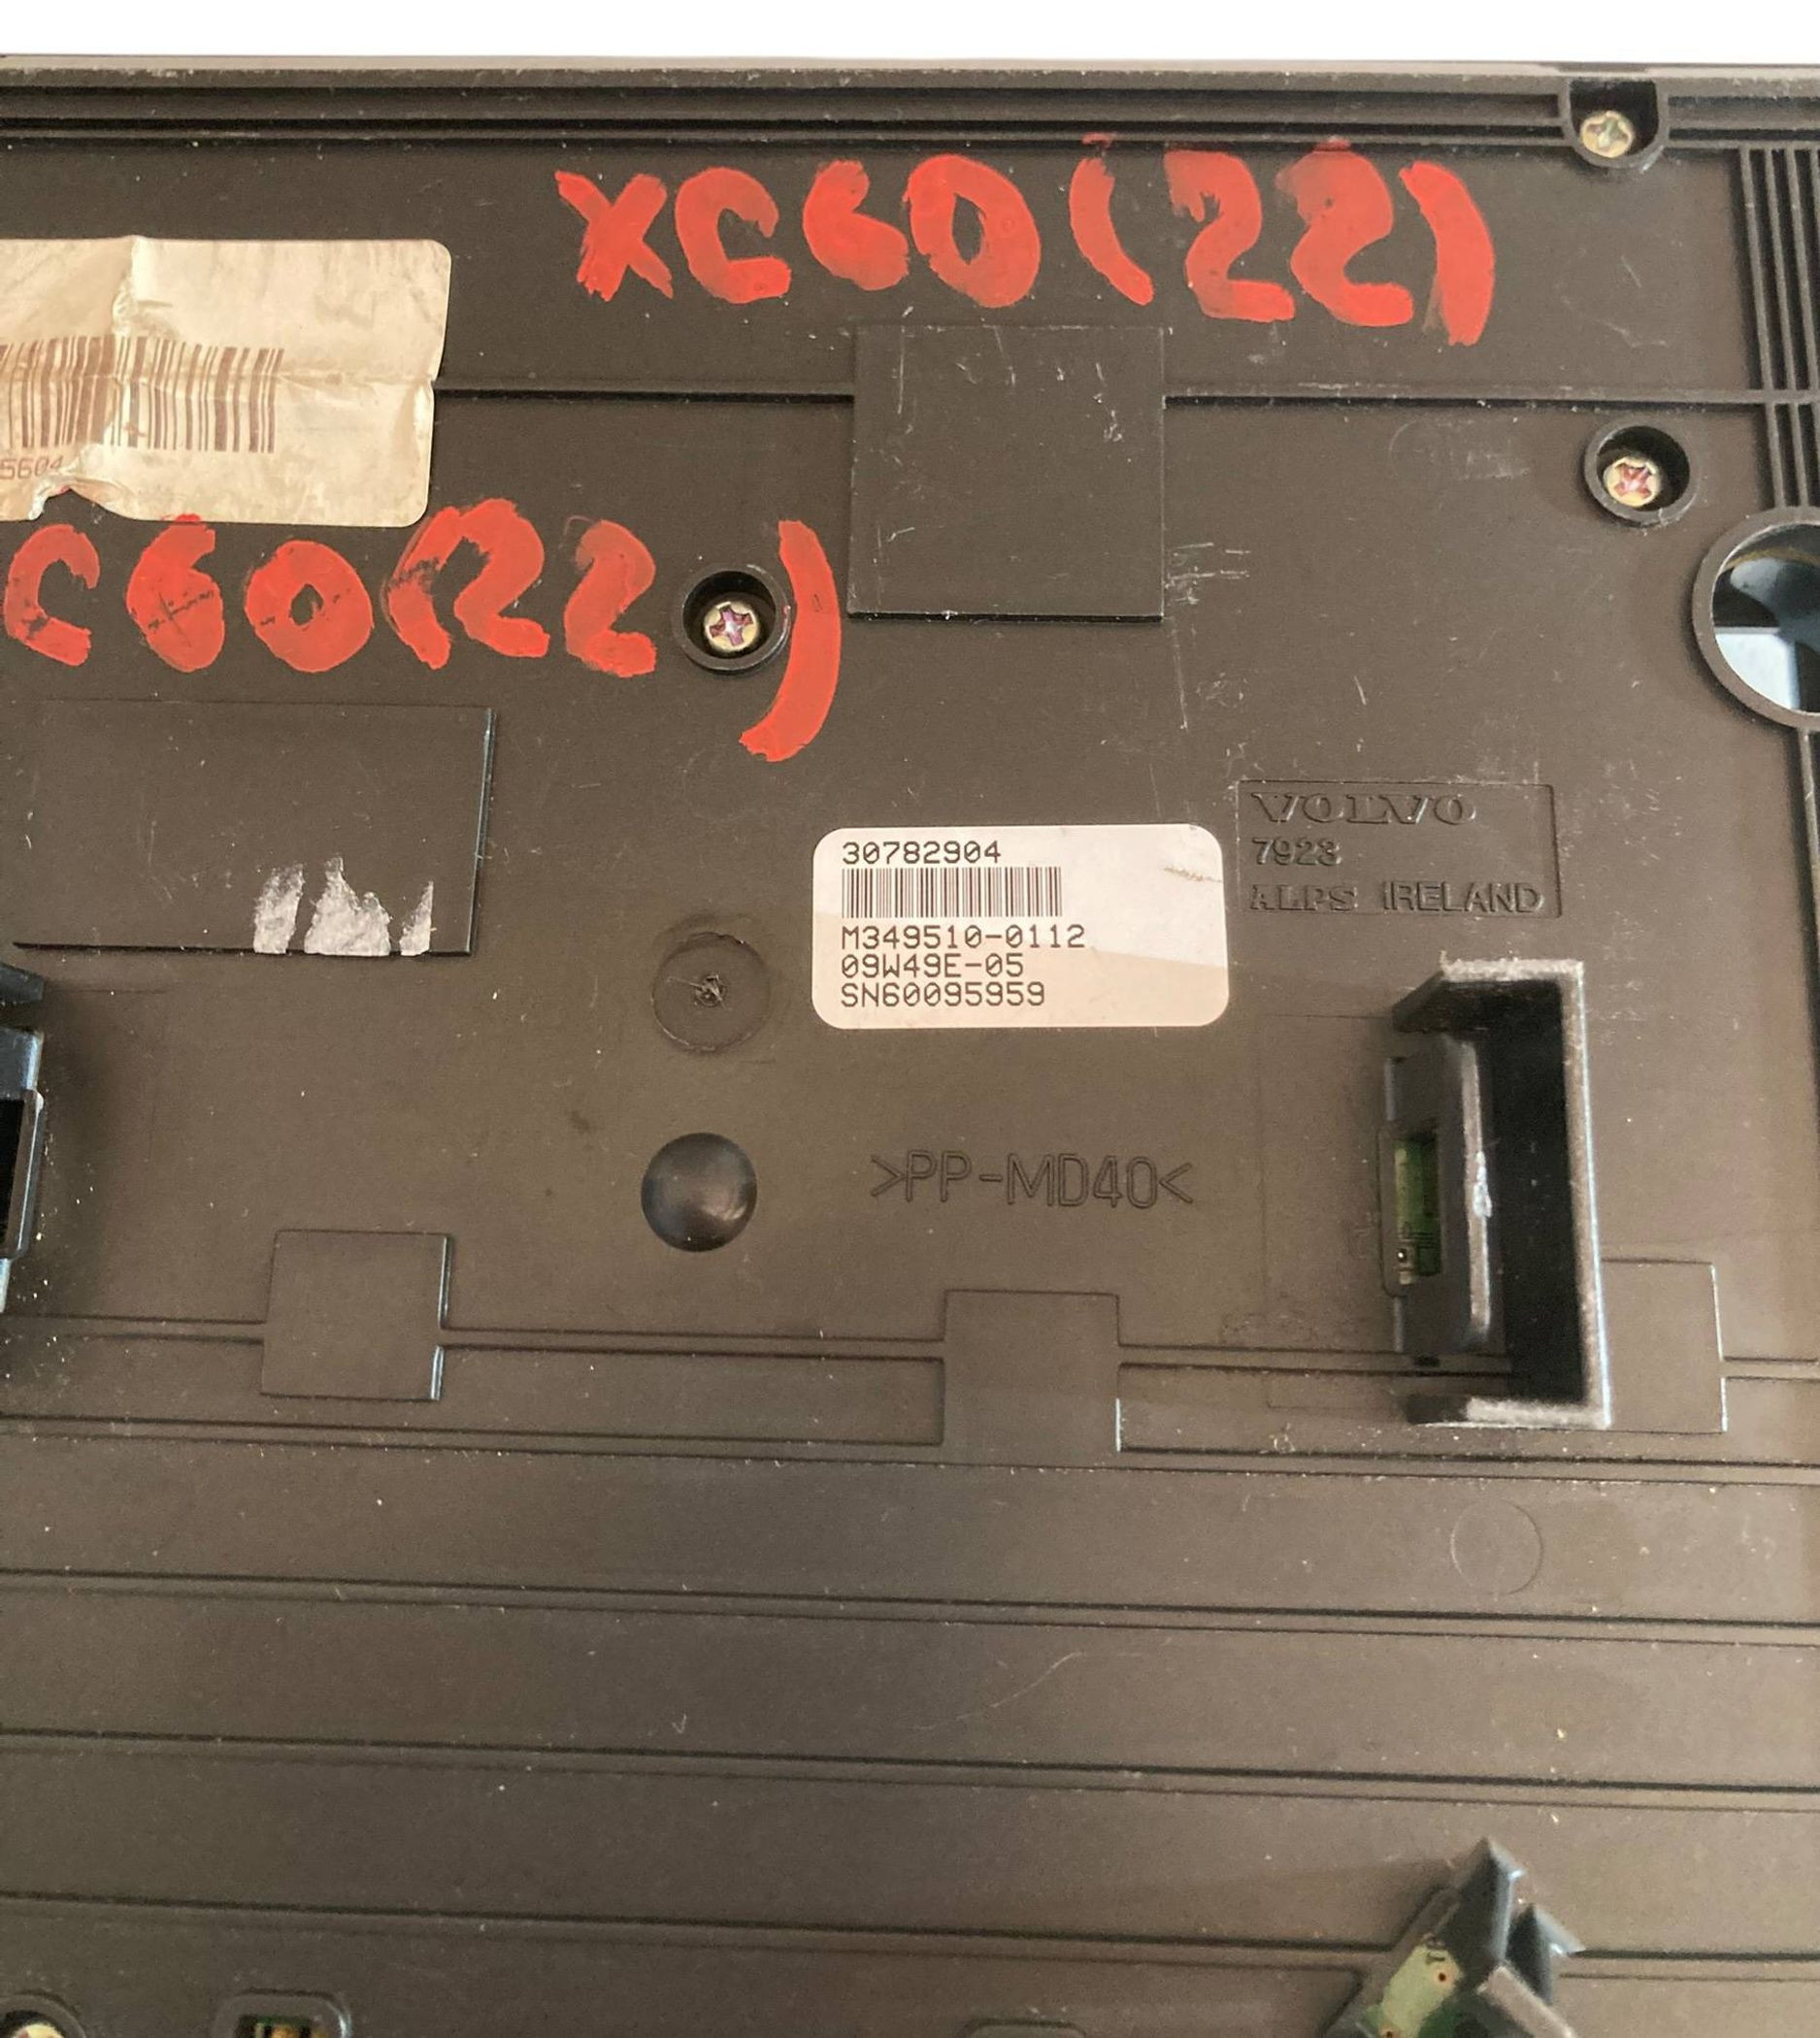 XC60(22)
5604
C60(22)
VOLVO
7923
ALPS IRELAND
30782904
M349510-0112
09W49E-05
SN60095959
>PP-MD40<